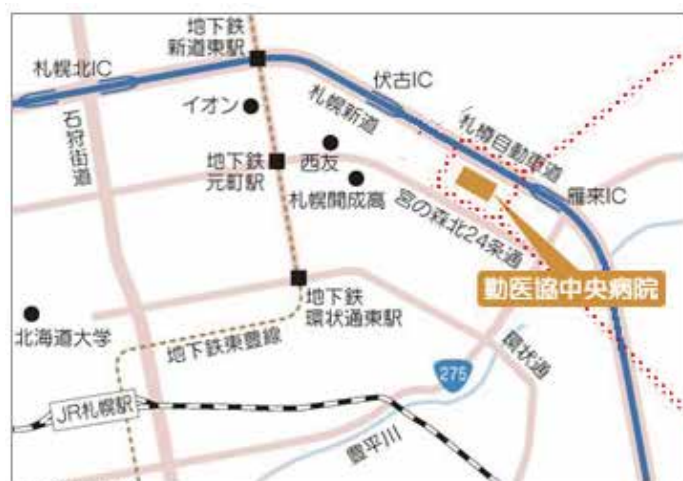 地下鉄
新道東駅
札幌北IC
伏古IC
イオン
札幌新道
札樽自動車道
石狩街道
西友
地下鉄
元町駅
札幌開成高
雁来IC
宮の森北24条通
勤医協中央病院
地下鉄
環状通東駅
北海道大学
地下鉄東豊線
環状通
275
JR札幌駅
豊平川